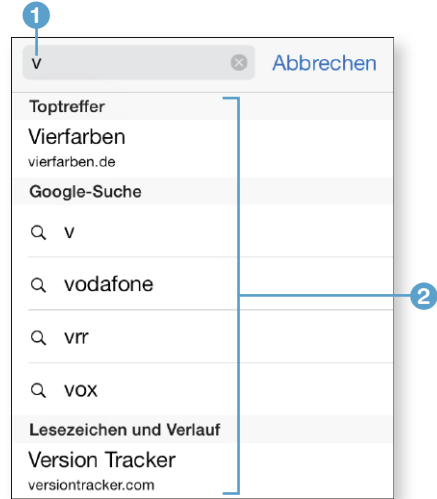 1
v
Abbrechen
Toptreffer
Vierfarben
vierfarben.de
Google-Suche
v
vodafone
2
vrr
vox
Lesezeichen und Verlauf
Version Tracker
versiontracker.com